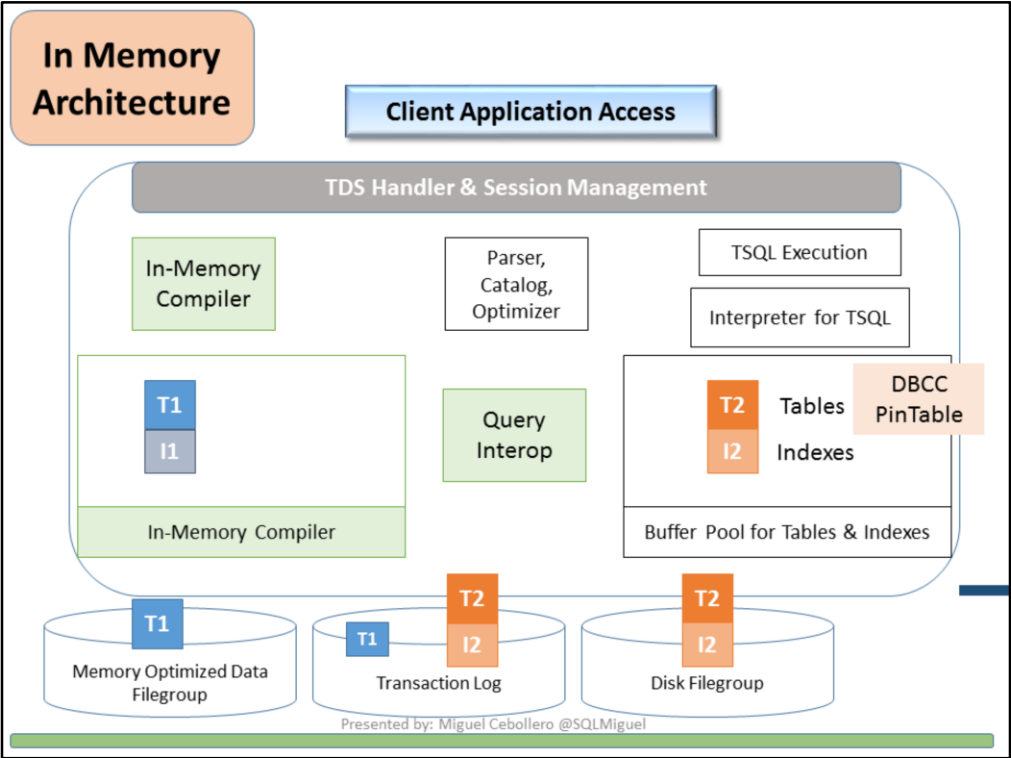 In Memory
Architecture
Client Application Access
TDS Handler & Session Management
In-Memory
Compiler
Parser,
Catalog,
Optimizer
TSQL Execution
Interpreter for TSQL
T1
I1
Query
Interop
T2
Tables
I2
Indexes
DBCC
PinTable
In-Memory Compiler
Buffer Pool for Tables & Indexes
T1
Memory Optimized Data
Filegroup
T1
T2
I2
Transaction Log
T2
I2
Disk Filegroup
Presented by: Miguel Cebollero @SQLMiguel